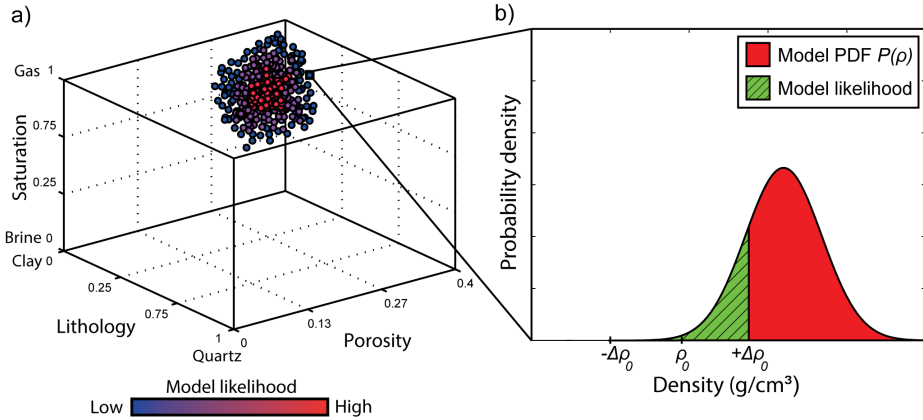 a)
Gas 1
0.75
Saturation
0.25
Brine 0
Clay 0
0.25
0.75
Lithology
1
Quartz
0
0.13
0.27
0.4
Porosity
Model likelihood
Low
High
b)
Model PDF P(ρ)
Model likelihood
Probability density
-Δρ₀
ρ₀
+Δρ₀
Density (g/cm³)